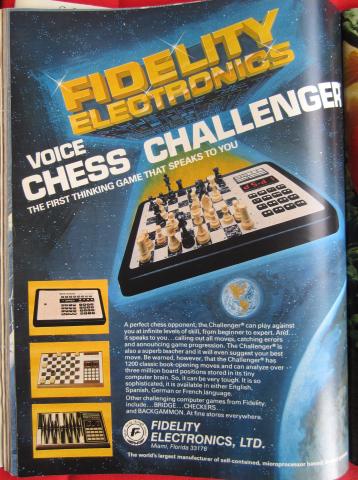 FIDELITY
ELECTRONICS
VOICE
CHESS CHALLENGER
THE FIRST THINKING GAME THAT SPEAKS TO YOU
A perfect chess opponent, the Challenger® can play against
you at infinite levels of skill, from beginner to expert. And...
it speaks to you...calling out all moves, catching errors
and announcing game progression. The Challenger® is
also a superb teacher and it will even suggest your best
move. Be warned, however, that the Challenger® has
1200 classic book-opening moves and can analyze over
three million board positions stored in its tiny
computer brain. So, it can be very tough. It is so
sophisticated, it is available in either English,
Spanish, German or French language.
Other challenging computer games from Fidelity
include...BRIDGE...CHECKERS...
and BACKGAMMON. At fine stores everywhere.
FIDELITY
ELECTRONICS, LTD.
Miami, Florida 33176
The world's largest manufacturer of self-contained, microprocessor based